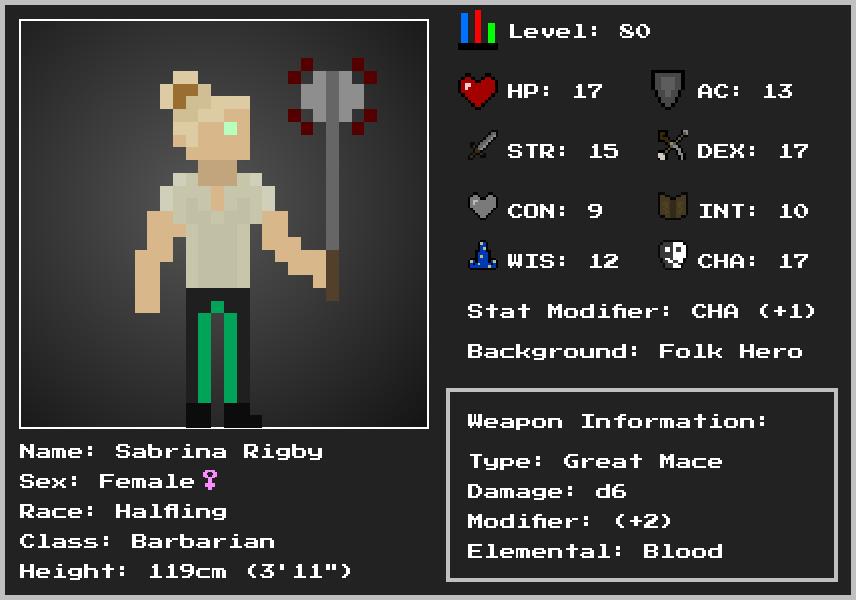 Level: 80
HP: 17 AC: 13
STR: 15 DEX: 17
CON: 9 INT: 10
WIS: 12 CHA: 17
Stat Modifier: CHA (+1)
Background: Folk Hero
Weapon Information:
Type: Great Mace
Damage: d6
Modifier: (+2)
Elemental: Blood
Name: Sabrina Rigby
Sex: Female♀
Race: Halfling
Class: Barbarian
Height: 119cm (3'11")